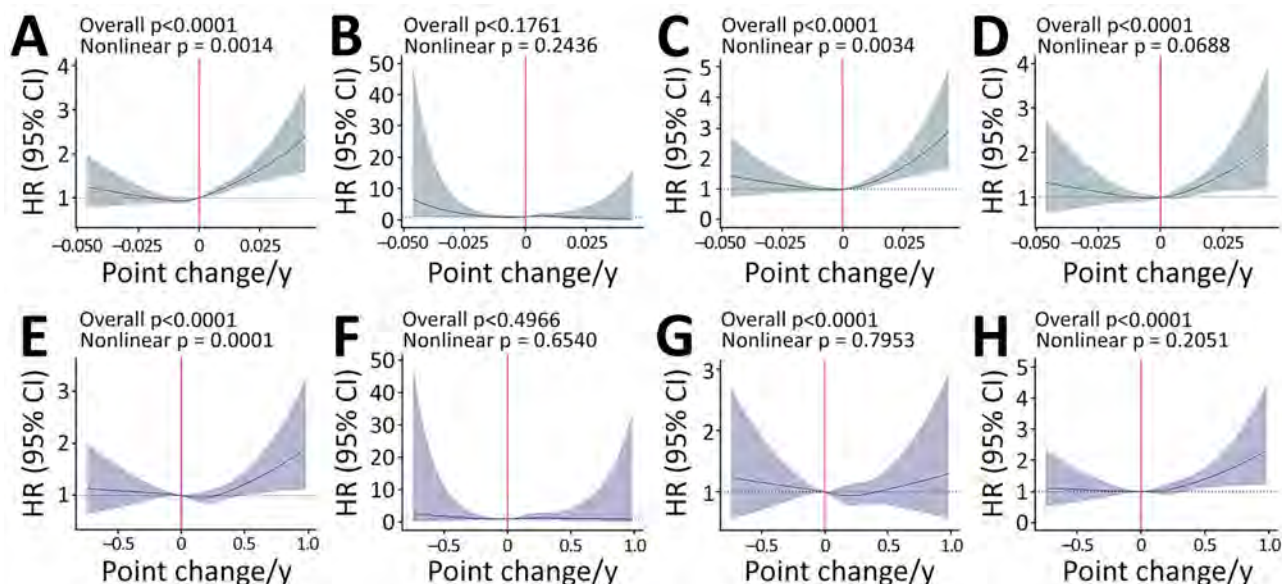 A
Overall p<0.0001
Nonlinear p = 0.0014
HR (95% CI)
4
3
2
1
−0.050
−0.025
0
0.025
Point change/y
B
Overall p<0.1761
Nonlinear p = 0.2436
HR (95% CI)
50
40
30
20
10
0
−0.050
−0.025
0
0.025
Point change/y
C
Overall p<0.0001
Nonlinear p = 0.0034
HR (95% CI)
5
4
3
2
1
0
−0.050
−0.025
0
0.025
Point change/y
D
Overall p<0.0001
Nonlinear p = 0.0688
HR (95% CI)
4
3
2
1
−0.050
−0.025
0
0.025
Point change/y
E
Overall p<0.0001
Nonlinear p = 0.0001
HR (95% CI)
3
2
1
−0.5
0
0.5
1.0
Point change/y
F
Overall p<0.4966
Nonlinear p = 0.6540
HR (95% CI)
50
40
30
20
10
0
−0.5
0
0.5
1.0
Point change/y
G
Overall p<0.0001
Nonlinear p = 0.7953
HR (95% CI)
3
2
1
−0.5
0
0.5
1.0
Point change/y
H
Overall p<0.0001
Nonlinear p = 0.2051
HR (95% CI)
5
4
3
2
1
0
−0.5
0
0.5
1.0
Point change/y